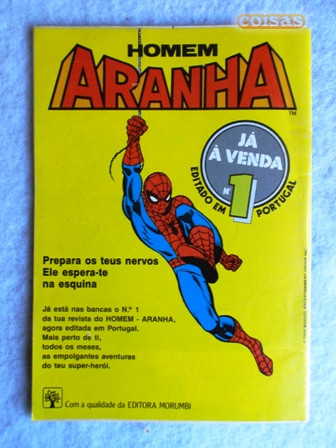 coisas
HOMEM
ARANHA
TM
JÁ
À VENDA
Nº 1
EDITADO EM PORTUGAL
Prepara os teus nervos
Ele espera-te
na esquina
Já está nas bancas o N.º 1
da tua revista do HOMEM - ARANHA,
agora editada em Portugal.
Mais perto de ti,
todos os meses,
as empolgantes aventuras
do teu super-herói.
Com a qualidade da EDITORA MORUMBI